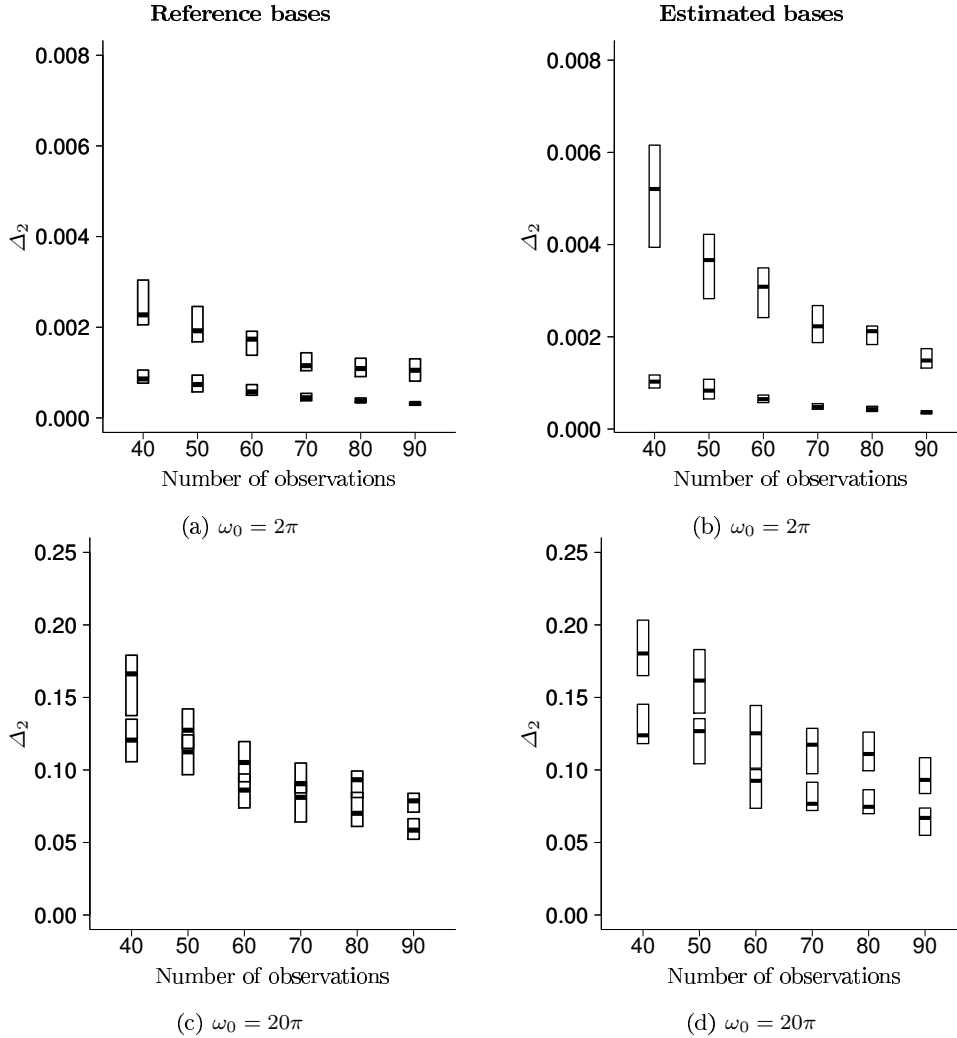 Reference bases
Estimated bases
0.008
0.006
0.004
0.002
0.000
Δ₂
40 50 60 70 80 90
Number of observations
(a) ω₀ = 2π
0.008
0.006
0.004
0.002
0.000
Δ₂
40 50 60 70 80 90
Number of observations
(b) ω₀ = 2π
0.25
0.20
0.15
0.10
0.05
0.00
Δ₂
40 50 60 70 80 90
Number of observations
(c) ω₀ = 20π
0.25
0.20
0.15
0.10
0.05
0.00
Δ₂
40 50 60 70 80 90
Number of observations
(d) ω₀ = 20π